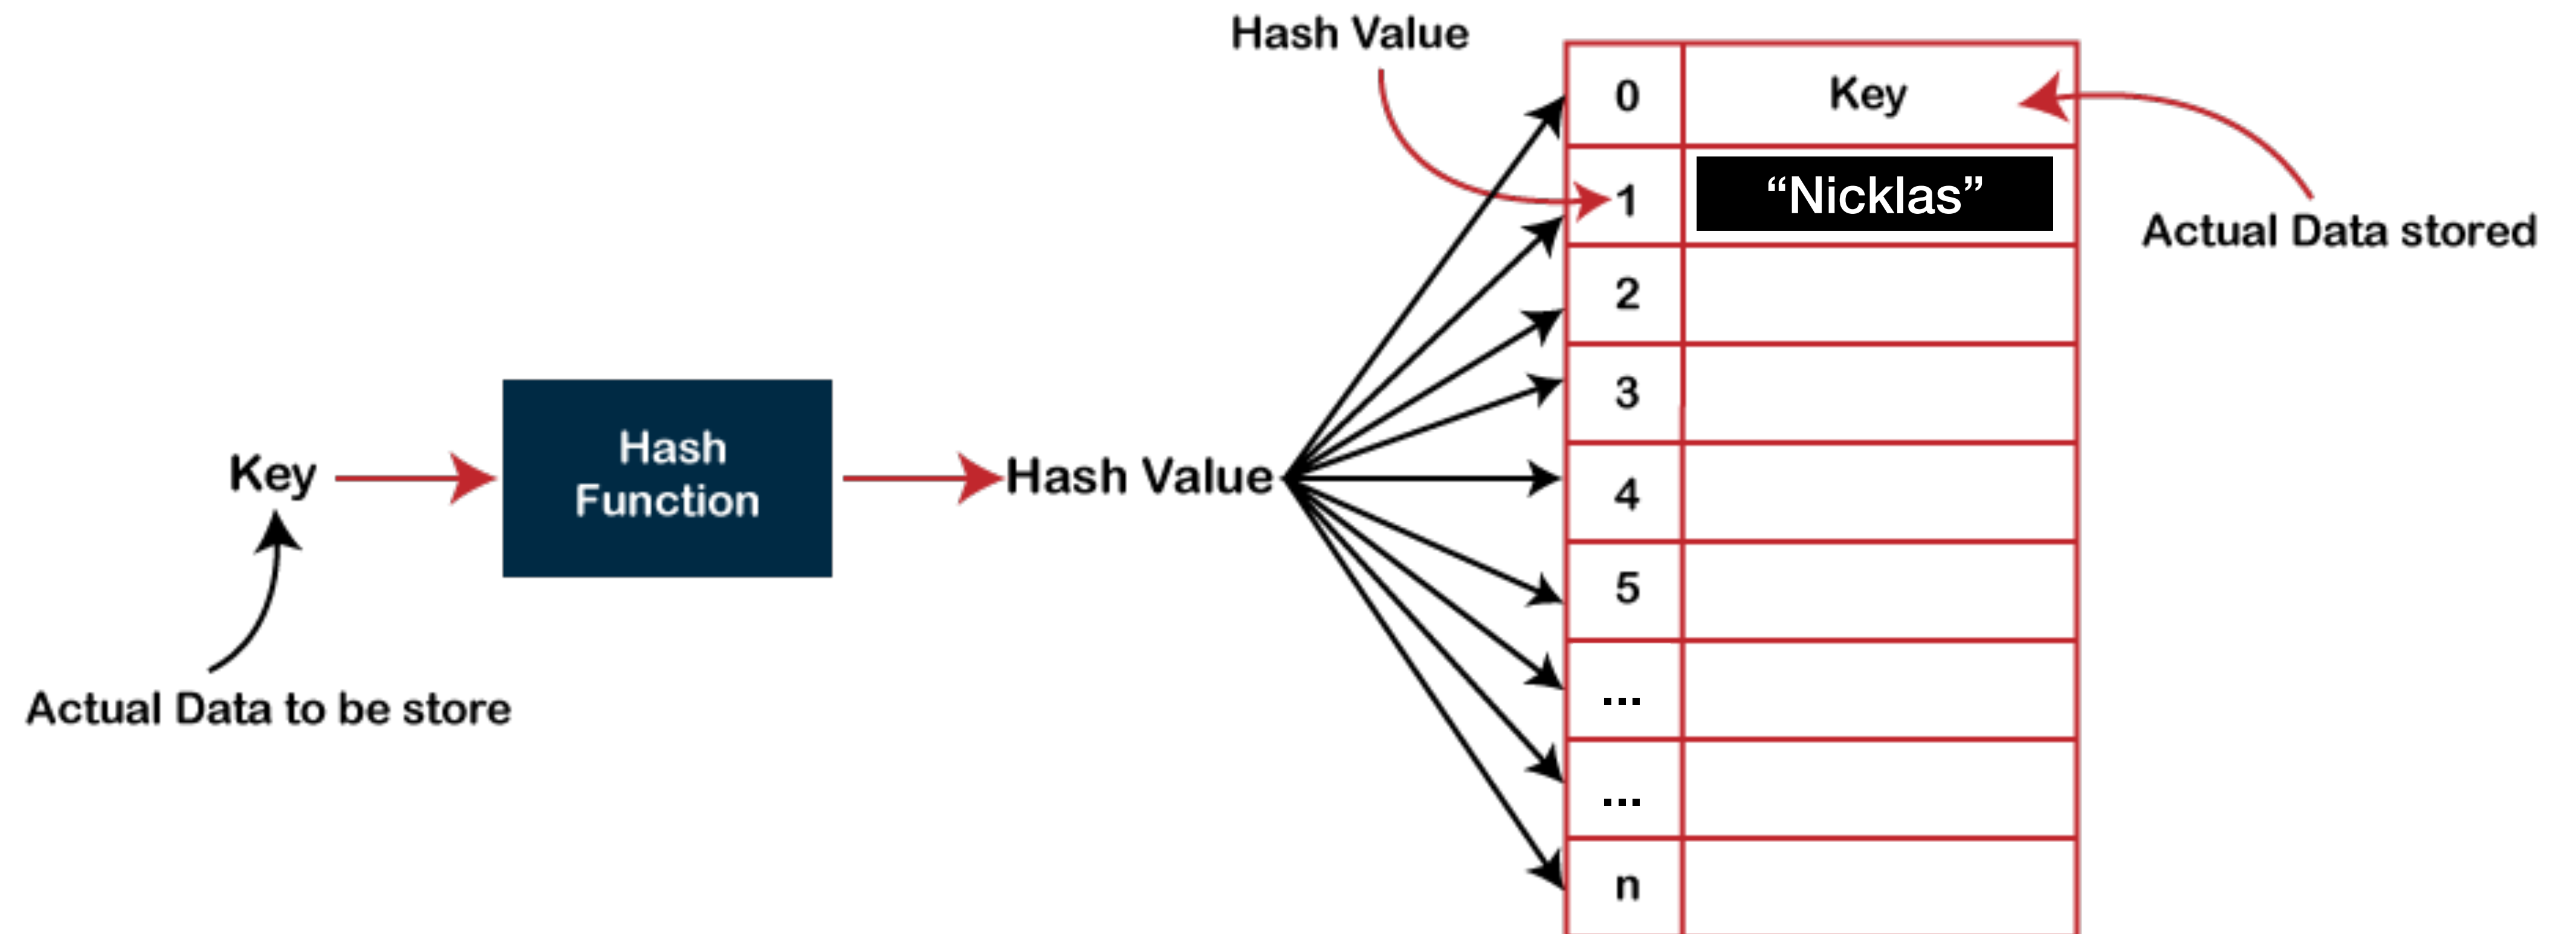 Hash Value
0 Key
1 “Nicklas”
Actual Data stored
2
3
Key
Hash
Function
Hash Value
4
5
Actual Data to be store
...
...
n